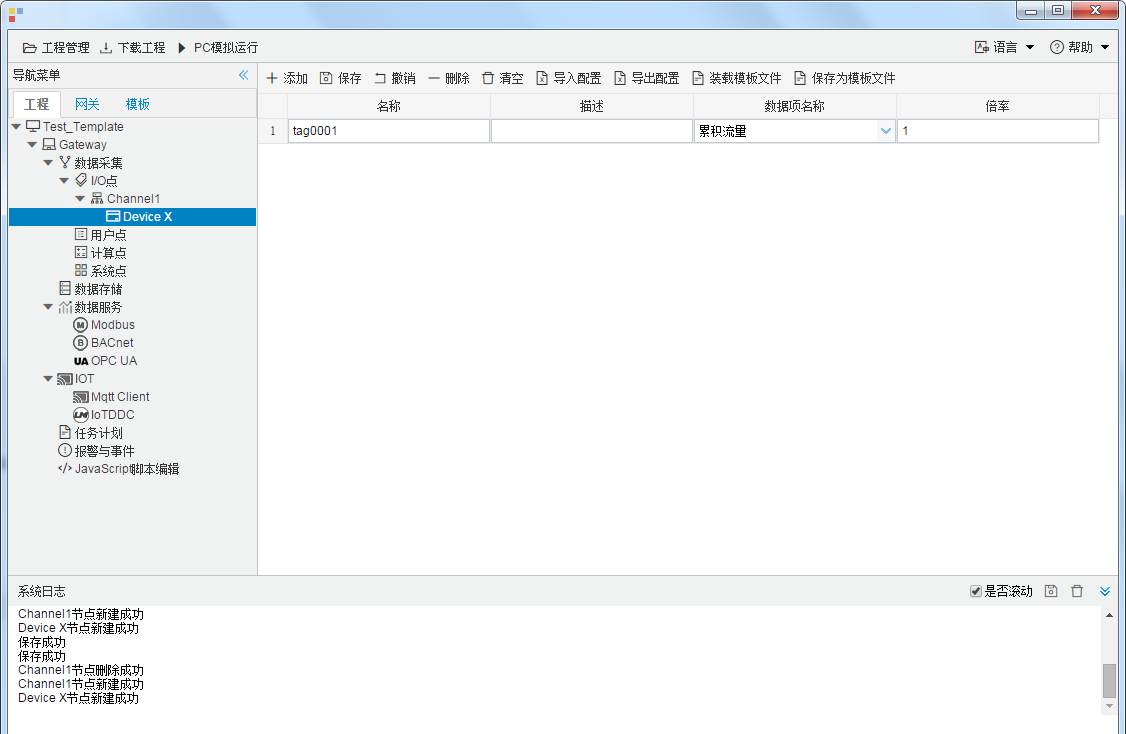 工程管理 下载工程 PC模拟运行 语言 帮助
导航菜单
添加 保存 撤销 删除 清空 导入配置 导出配置 装载模板文件 保存为模板文件
工程 网关 模板
名称 描述 数据项名称 倍率
1 tag0001 累积流量 1
Test_Template
Gateway
数据采集
I/O点
Channel1
Device X
用户点
计算点
系统点
数据存储
数据服务
M Modbus
B BACnet
UA OPC UA
IOT
Mqtt Client
IoTDDC
任务计划
报警与事件
</> JavaScript脚本编辑
系统日志 是否滚动
Channel1节点新建成功
Device X节点新建成功
保存成功
保存成功
Channel1节点删除成功
Channel1节点新建成功
Device X节点新建成功